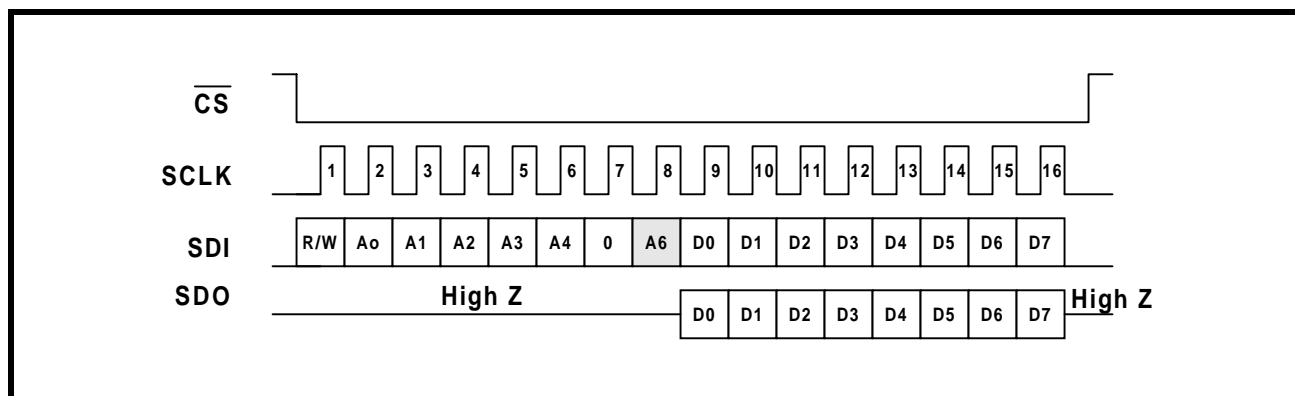 CS
SCLK 1 2 3 4 5 6 7 8 9 10 11 12 13 14 15 16
SDI R/W Ao A1 A2 A3 A4 0 A6 D0 D1 D2 D3 D4 D5 D6 D7
SDO High Z D0 D1 D2 D3 D4 D5 D6 D7 High Z